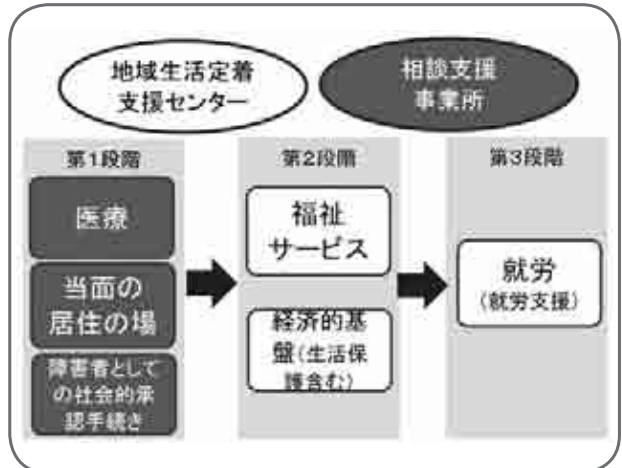 地域生活定着
支援センター
相談支援
事業所
第1段階
医療
当面の
居住の場
障害者として
の社会的承
認手続き
第2段階
福祉
サービス
経済的基
盤(生活保
護含む)
第3段階
就労
(就労支援)